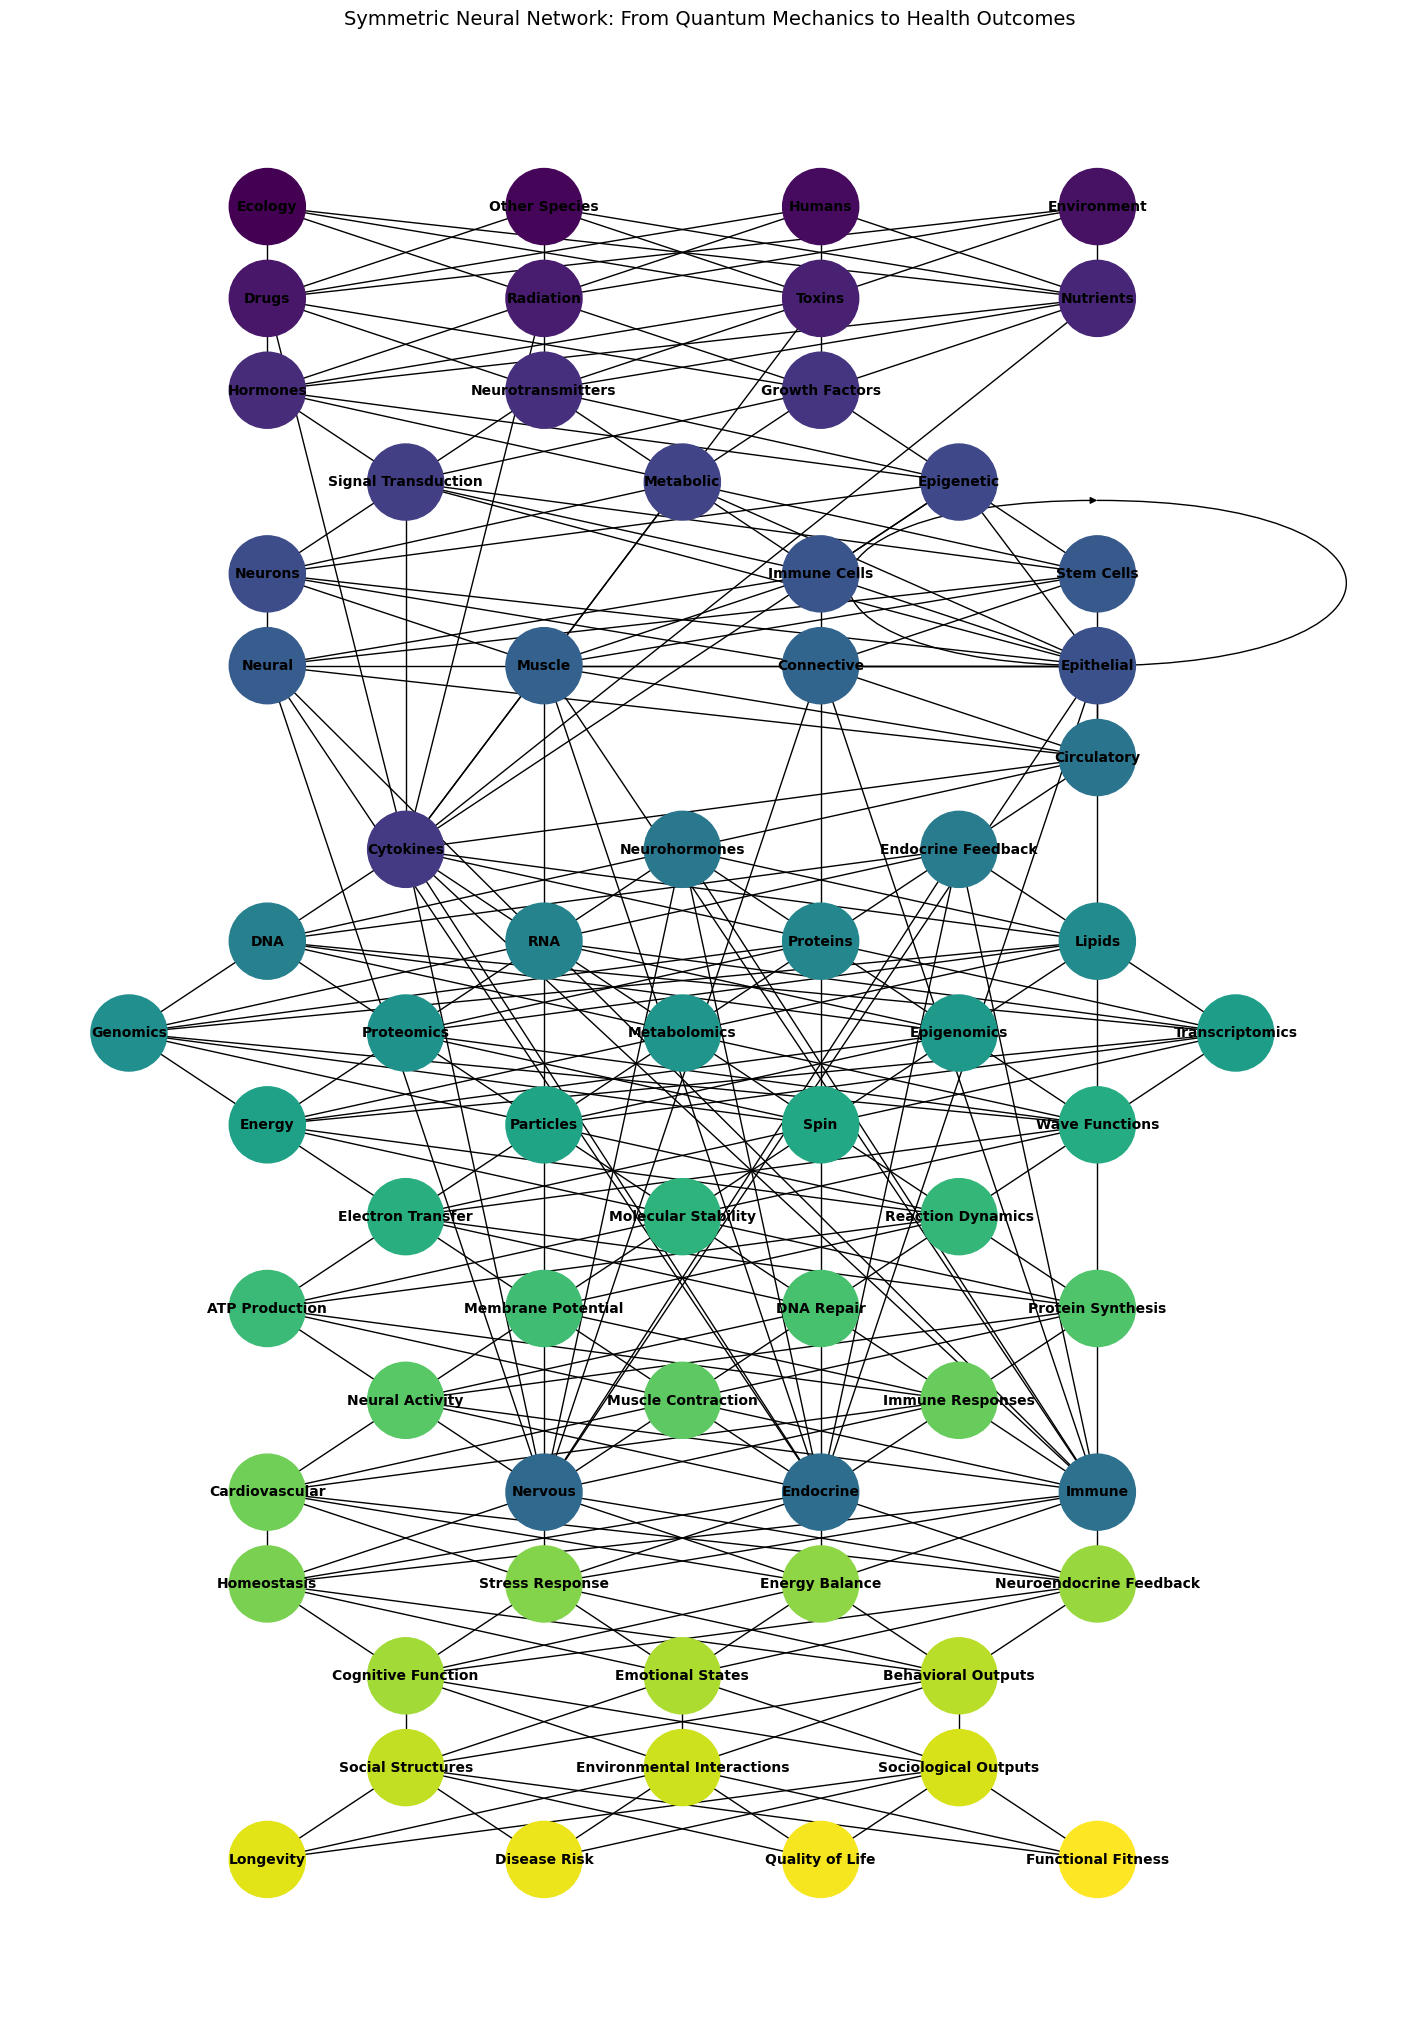 Symmetric Neural Network: From Quantum Mechanics to Health Outcomes
Ecology
Other Species
Humans
Environment
Drugs
Radiation
Toxins
Nutrients
Hormones
Neurotransmitters
Growth Factors
Signal Transduction
Metabolic
Epigenetic
Neurons
Immune Cells
Stem Cells
Neural
Muscle
Connective
Epithelial
Circulatory
Cytokines
Neurohormones
Endocrine Feedback
DNA
RNA
Proteins
Lipids
Genomics
Proteomics
Metabolomics
Epigenomics
Transcriptomics
Energy
Particles
Spin
Wave Functions
Electron Transfer
Molecular Stability
Reaction Dynamics
ATP Production
Membrane Potential
DNA Repair
Protein Synthesis
Neural Activity
Muscle Contraction
Immune Responses
Cardiovascular
Nervous
Endocrine
Immune
Homeostasis
Stress Response
Energy Balance
Neuroendocrine Feedback
Cognitive Function
Emotional States
Behavioral Outputs
Social Structures
Environmental Interactions
Sociological Outputs
Longevity
Disease Risk
Quality of Life
Functional Fitness